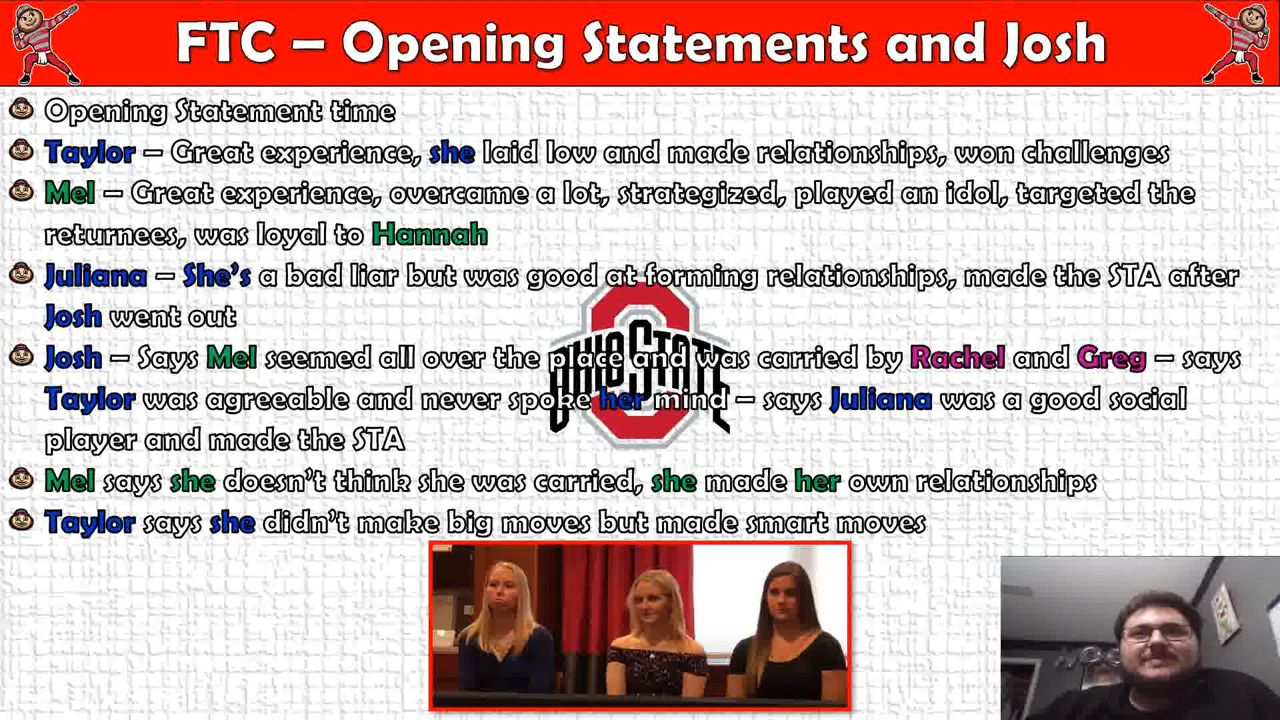 FTC – Opening Statements and Josh
Opening Statement time
Taylor – Great experience, she laid low and made relationships, won challenges
Mel – Great experience, overcame a lot, strategized, played an idol, targeted the
returnees, was loyal to Hannah
Juliana – She's a bad liar but was good at forming relationships, made the STA after
Josh went out
Josh – Says Mel seemed all over the place and was carried by Rachel and Greg – says
Taylor was agreeable and never spoke her mind – says Juliana was a good social
player and made the STA
OHIO STATE
Mel says she doesn't think she was carried, she made her own relationships
Taylor says she didn't make big moves but made smart moves